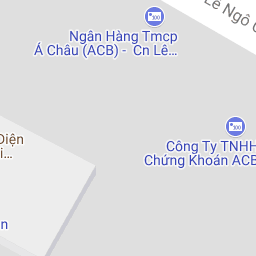 Lê Ngô C
Ngân Hàng Tmcp
Á Châu (ACB) - Cn Lê...
Công Ty TNHH
Chứng Khoán ACB
Điện
i...
n